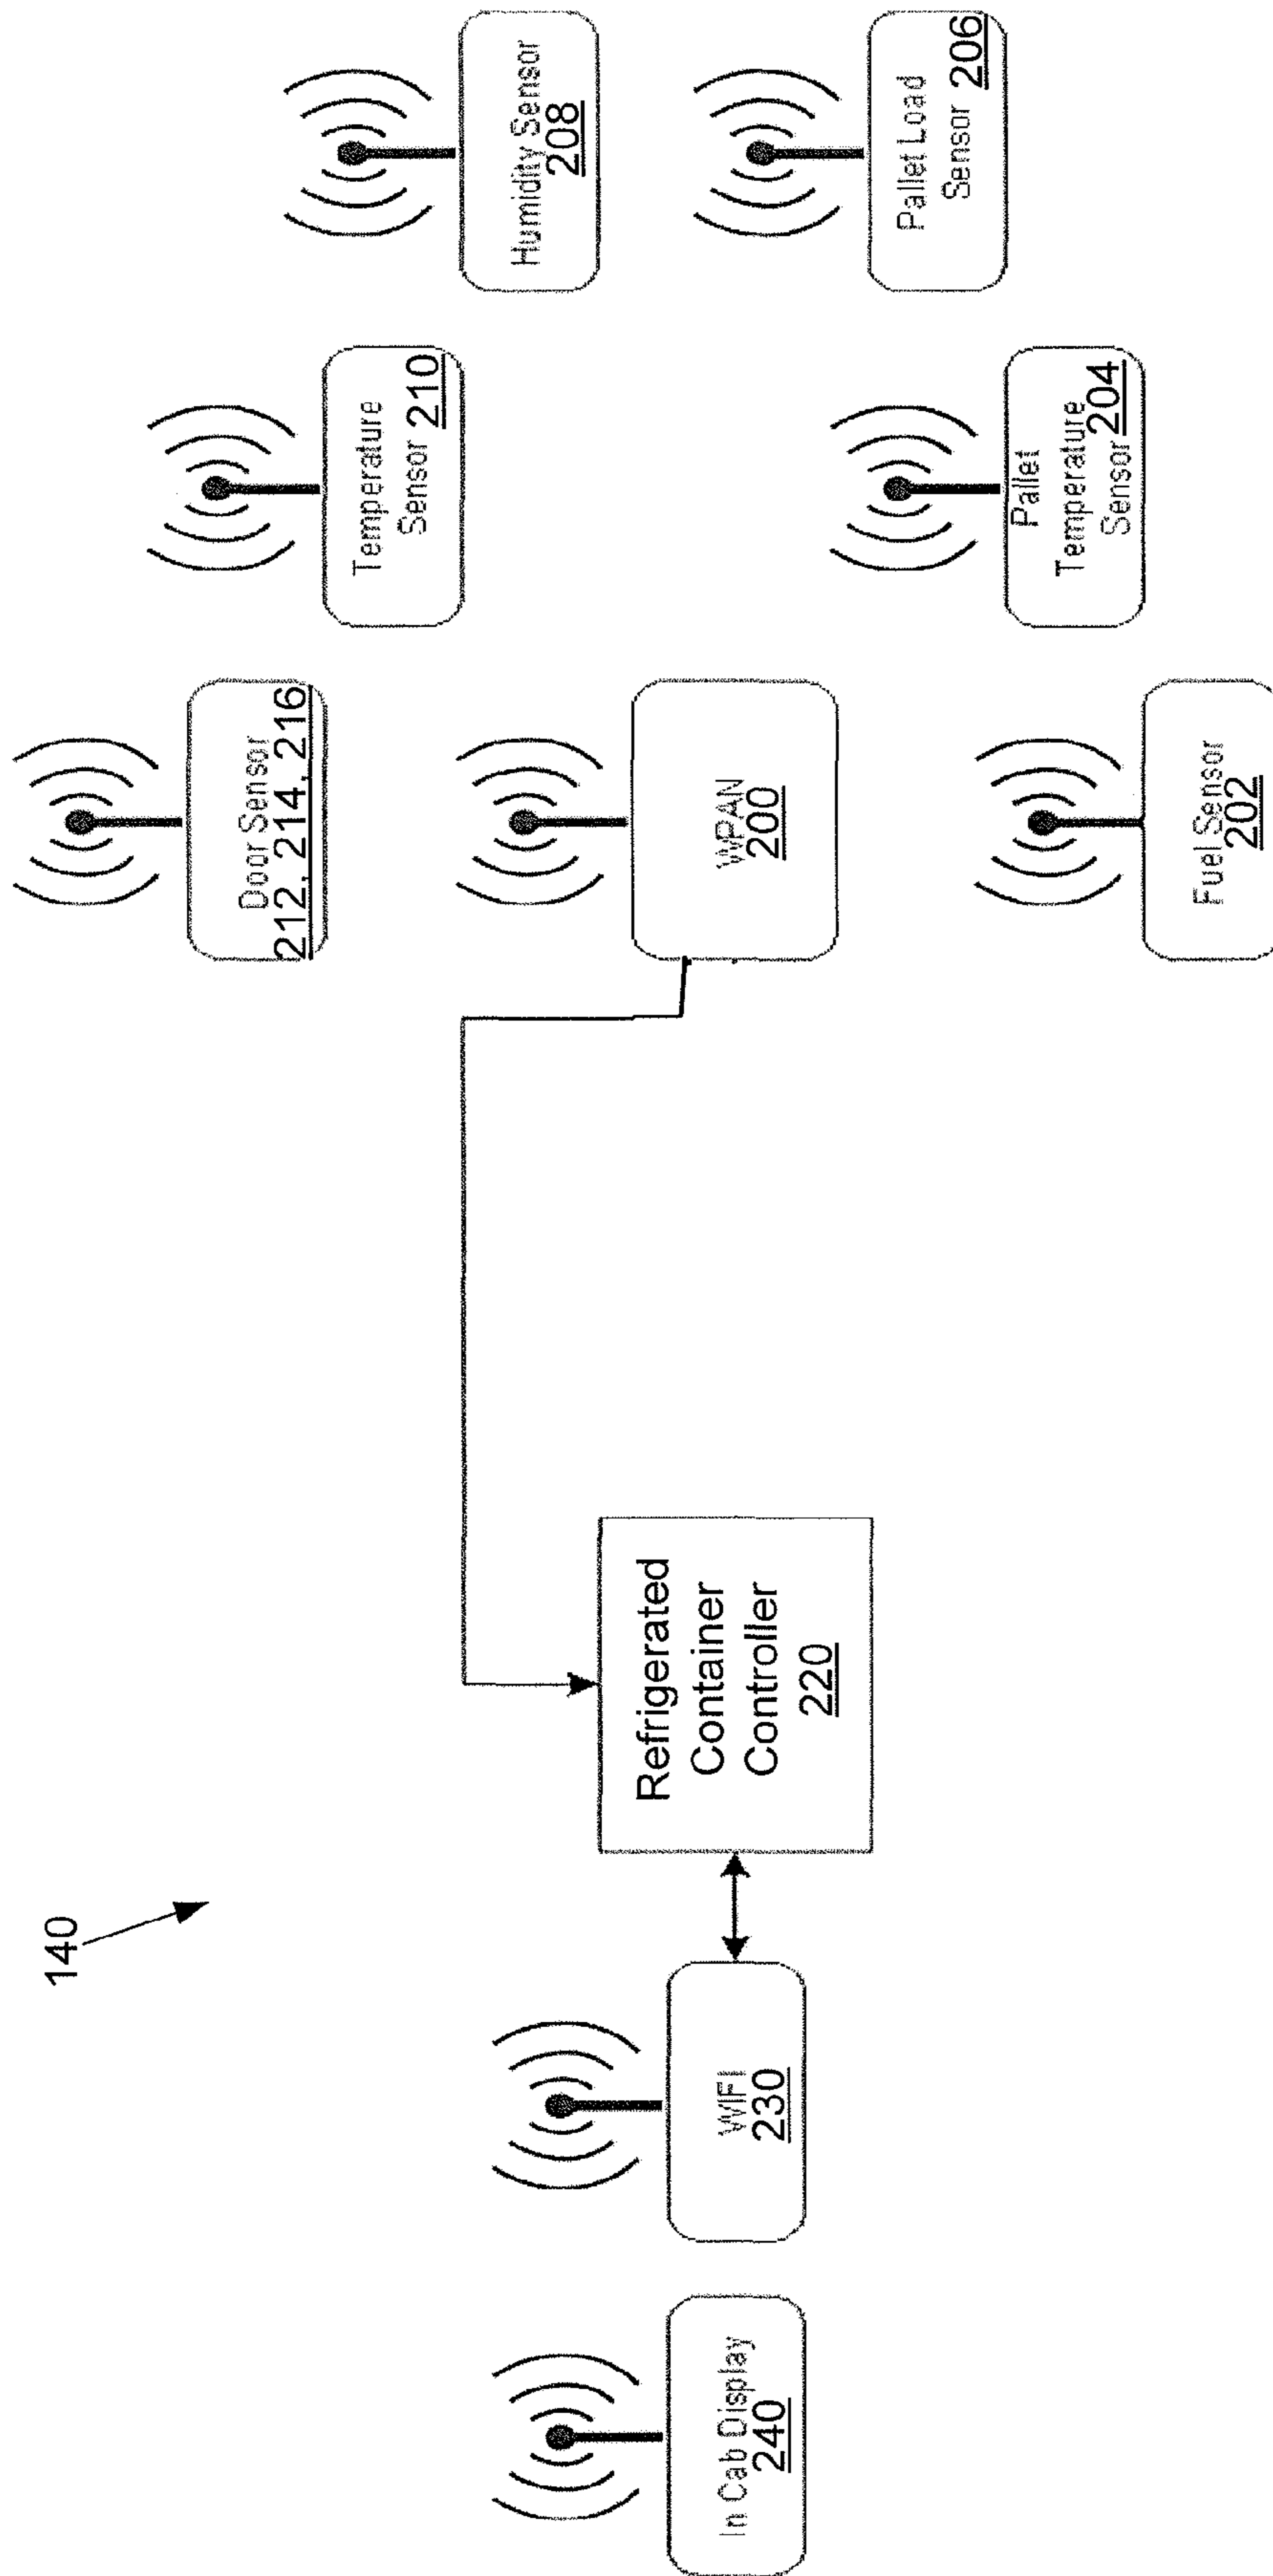 140
Door Sensor
212, 214, 216
Temperature
Sensor 210
Humidity Sensor
208
In Cab Display
240
WIFI
230
Refrigerated
Container
Controller
220
WPAN
200
Pallet Load
Sensor 206
Pallet
Temperature
Sensor 204
Fuel Sensor
202